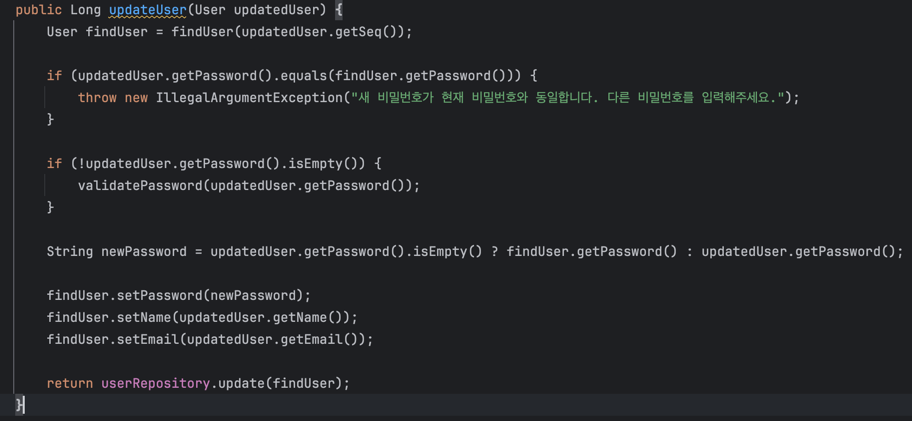 public Long updateUser(User updatedUser) {
User findUser = findUser(updatedUser.getSeq());
if (updatedUser.getPassword().equals(findUser.getPassword())) {
throw new IllegalArgumentException("새 비밀번호가 현재 비밀번호와 동일합니다. 다른 비밀번호를 입력해주세요.");
}
if (!updatedUser.getPassword().isEmpty()) {
validatePassword(updatedUser.getPassword());
}
String newPassword = updatedUser.getPassword().isEmpty() ? findUser.getPassword() : updatedUser.getPassword();
findUser.setPassword(newPassword);
findUser.setName(updatedUser.getName());
findUser.setEmail(updatedUser.getEmail());
return userRepository.update(findUser);
}